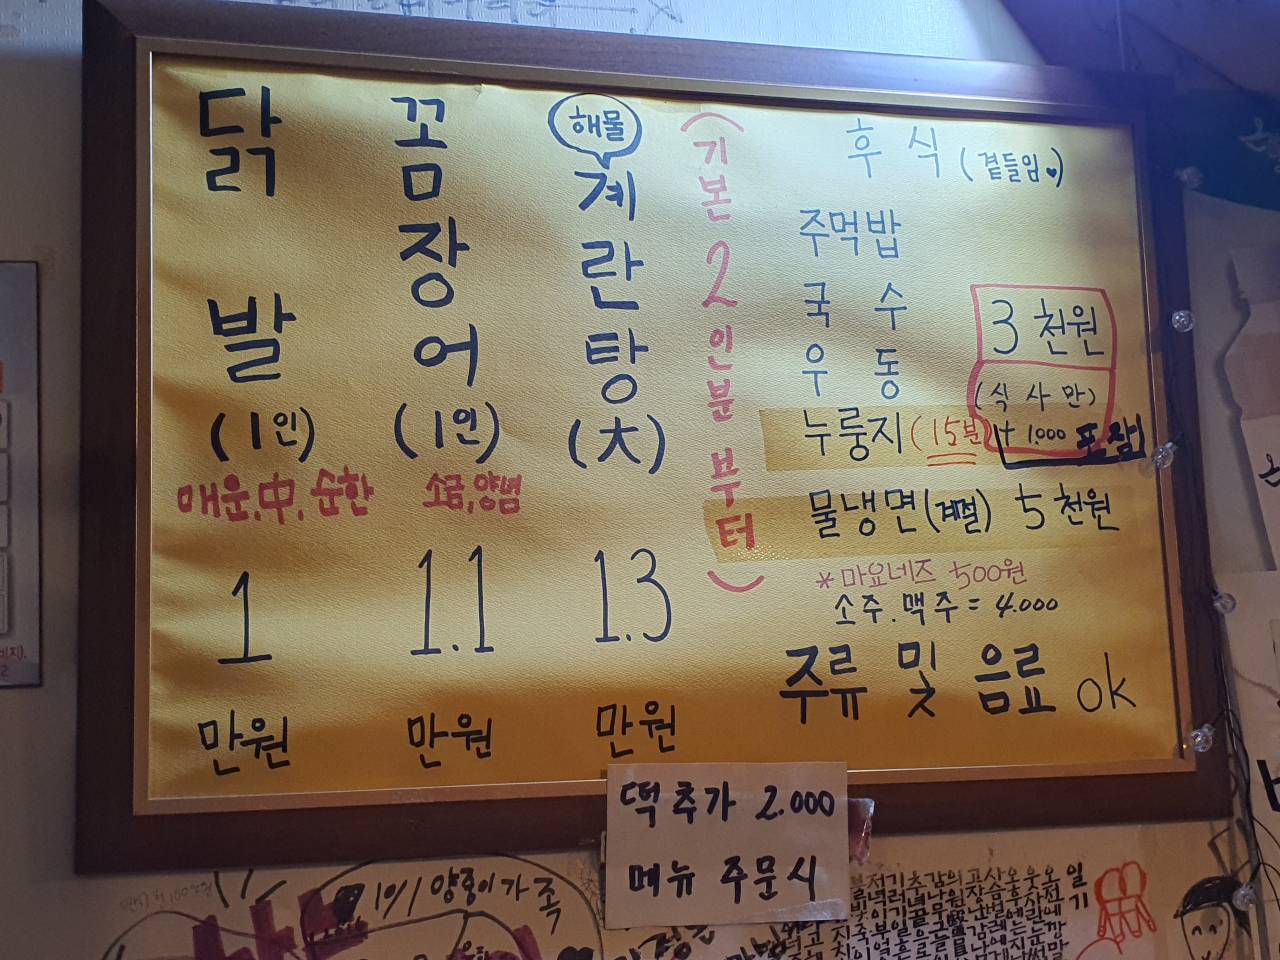 닭발
(1인)
매운.中.순한
1
만원
꼼장어
(1인)
소금,양념
1.1
만원
해물
계란탕
(大)
1.3
만원
(기본 2인분 부터)
후식 (곁들임♥)
주먹밥
국수
우동
3천원
(식사만)
누룽지 (15분)
+1.000 포장
물냉면(계절) 5천원
*마요네즈 500원
소주.맥주=4.000
주류 및 음료 ok
떡추가 2.000
메뉴 주문시
양종이가 족